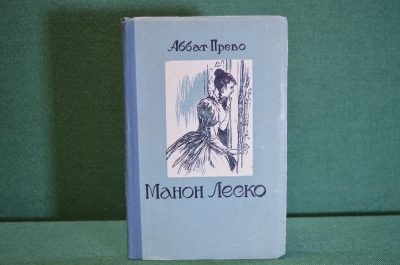 Аббат Прево
Манон Леско